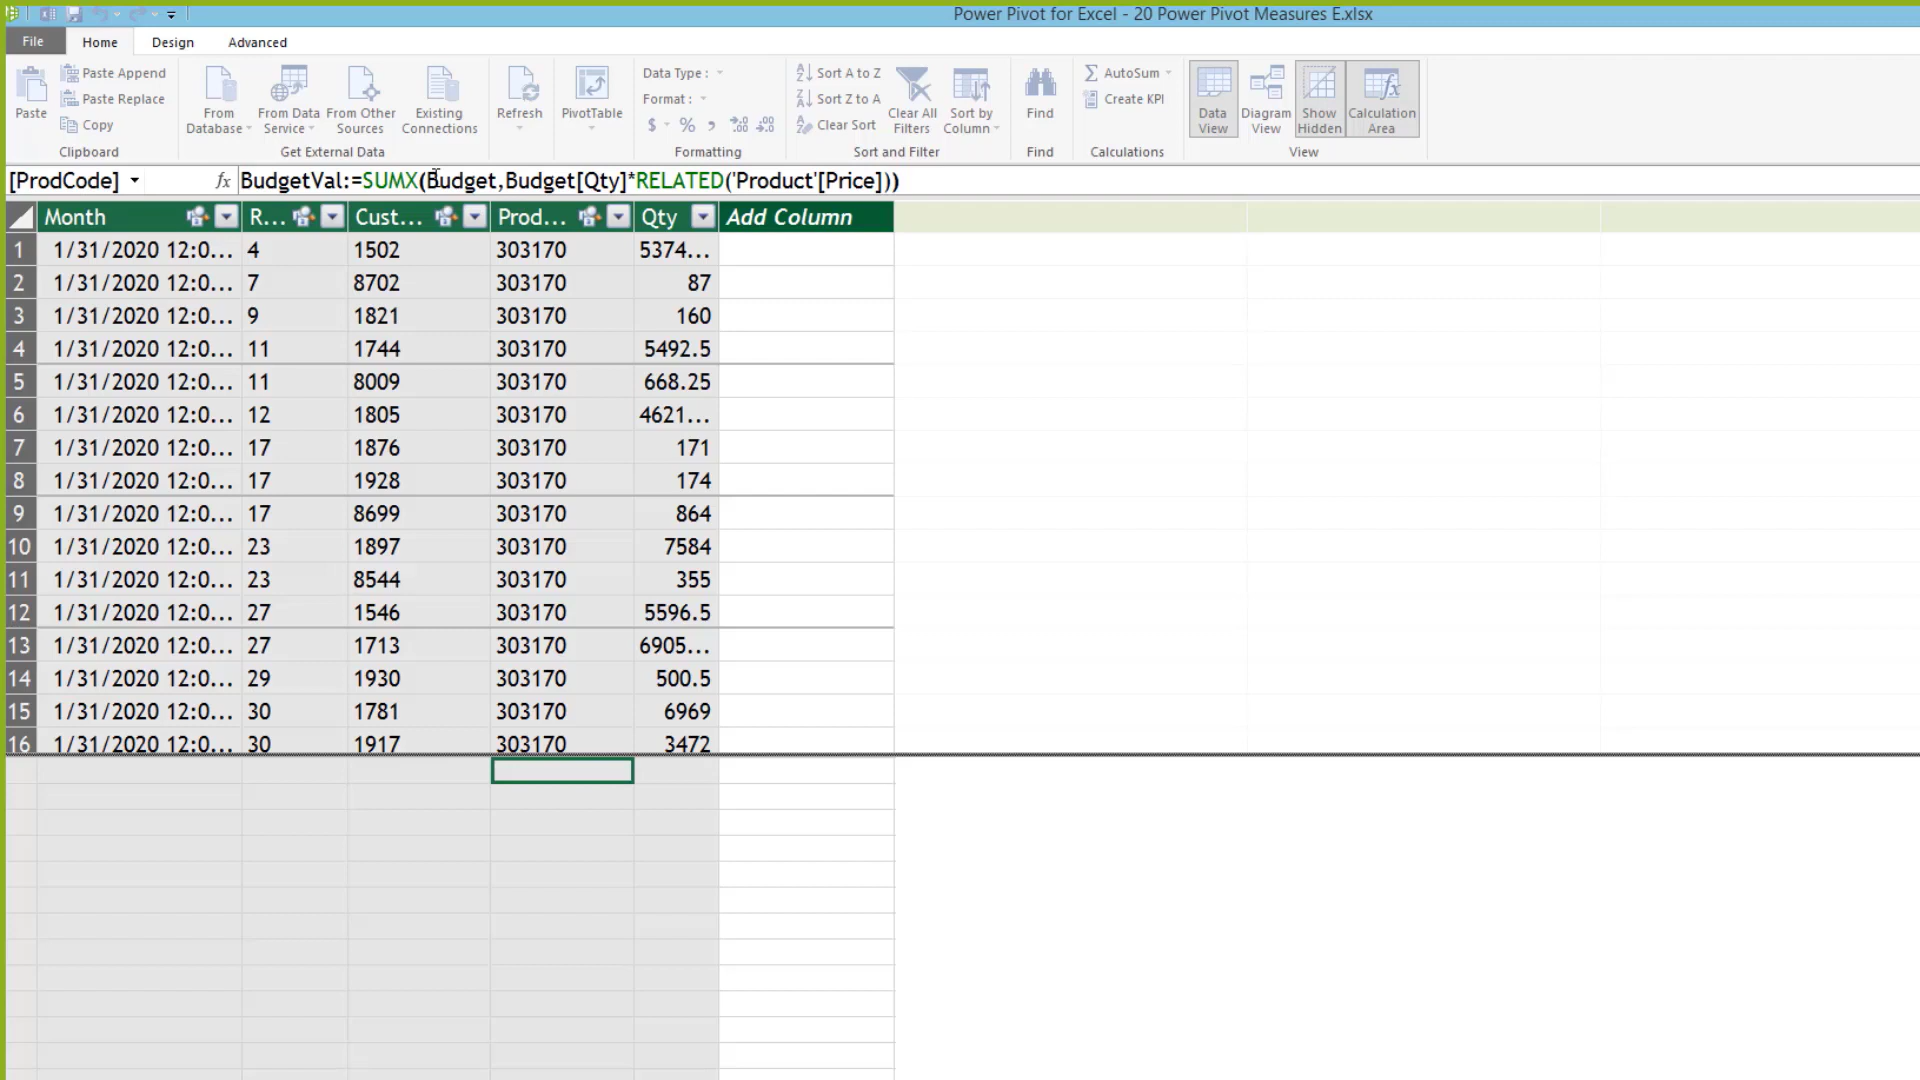 Power Pivot for Excel - 20 Power Pivot Measures E.xlsx
File Home Design Advanced
Paste
Paste Append
Paste Replace
Copy
Clipboard
From Database
From Data Service
From Other Sources
Existing Connections
Get External Data
Refresh
PivotTable
Data Type :
Format :
$ % ,
Formatting
Sort A to Z
Sort Z to A
Clear Sort
Clear All Filters
Sort by Column
Sort and Filter
Find
Find
AutoSum
Create KPI
Calculations
Data View
Diagram View
Show Hidden
Calculation Area
View
[ProdCode] fx BudgetVal:=SUMX(Budget,Budget[Qty]*RELATED('Product'[Price]))
Month R... Cust... Prod... Qty Add Column
1 1/31/2020 12:0... 4 1502 303170 5374...
2 1/31/2020 12:0... 7 8702 303170 87
3 1/31/2020 12:0... 9 1821 303170 160
4 1/31/2020 12:0... 11 1744 303170 5492.5
5 1/31/2020 12:0... 11 8009 303170 668.25
6 1/31/2020 12:0... 12 1805 303170 4621...
7 1/31/2020 12:0... 17 1876 303170 171
8 1/31/2020 12:0... 17 1928 303170 174
9 1/31/2020 12:0... 17 8699 303170 864
10 1/31/2020 12:0... 23 1897 303170 7584
11 1/31/2020 12:0... 23 8544 303170 355
12 1/31/2020 12:0... 27 1546 303170 5596.5
13 1/31/2020 12:0... 27 1713 303170 6905...
14 1/31/2020 12:0... 29 1930 303170 500.5
15 1/31/2020 12:0... 30 1781 303170 6969
16 1/31/2020 12:0... 30 1917 303170 3472